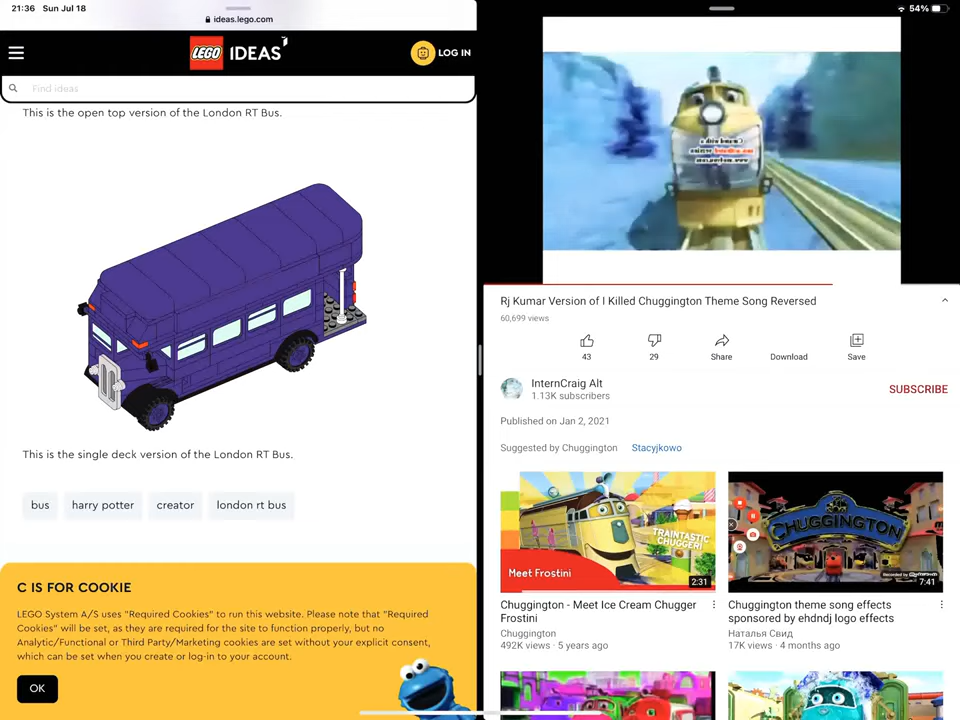 21:36 Sun Jul 18
ideas.lego.com
54%
LEGO IDEAS
LOG IN
Find ideas
This is the open top version of the London RT Bus.
This is the single deck version of the London RT Bus.
bus
harry potter
creator
london rt bus
C IS FOR COOKIE
LEGO System A/S uses "Required Cookies" to run this website. Please note that "Required
Cookies" will be set, as they are required for the site to function properly, but no
Analytic/Functional or Third Party/Marketing cookies are set without your explicit consent,
which can be set when you create or log-in to your account.
OK
Rj Kumar Version of I Killed Chuggington Theme Song Reversed
60,699 views
43
29
Share
Download
Save
InternCraig Alt
1.13K subscribers
SUBSCRIBE
Published on Jan 2, 2021
Suggested by Chuggington
Stacyjkowo
TRAINTASTIC
CHUGGER!
Meet Frostini
2:31
CHUGGINGTON
7:41
Chuggington - Meet Ice Cream Chugger
Frostini
Chuggington
492K views · 5 years ago
Chuggington theme song effects
sponsored by ehdndj logo effects
Наталья Свид
17K views · 4 months ago